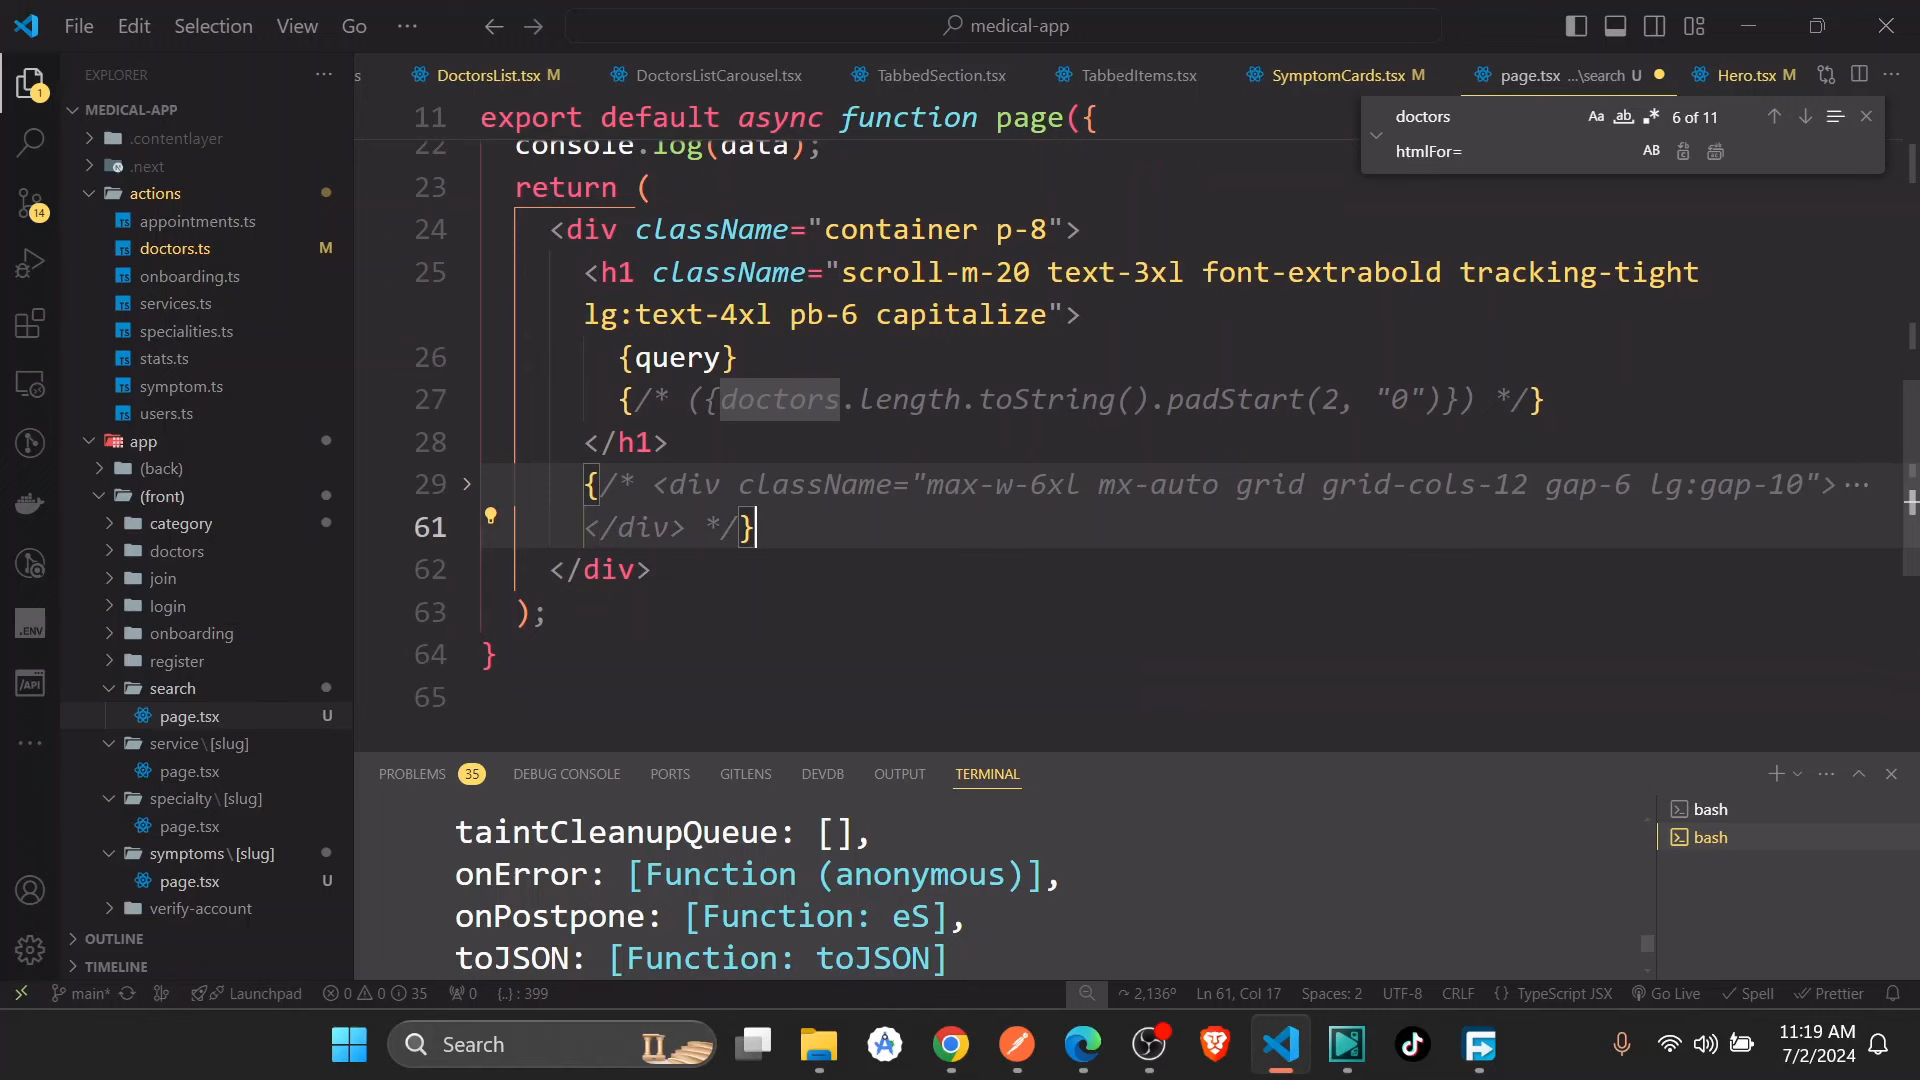 File Edit Selection View Go ··· medical-app
EXPLORER ···
MEDICAL-APP
.contentlayer
.next
actions
appointments.ts
doctors.ts M
onboarding.ts
services.ts
specialities.ts
stats.ts
symptom.ts
users.ts
app
(back)
(front)
category
doctors
join
login
onboarding
register
search
page.tsx U
service\[slug]
page.tsx
specialty\[slug]
page.tsx
symptoms\[slug]
page.tsx U
verify-account
OUTLINE
TIMELINE
s DoctorsList.tsx M DoctorsListCarousel.tsx TabbedSection.tsx TabbedItems.tsx SymptomCards.tsx M page.tsx ...\search U Hero.tsx M
doctors Aa ab 6 of 11
htmlFor= AB
11 export default async function page({
22 console.log(data);
23 return (
24 <div className="container p-8">
25 <h1 className="scroll-m-20 text-3xl font-extrabold tracking-tight
lg:text-4xl pb-6 capitalize">
26 {query}
27 {/* ({doctors.length.toString().padStart(2, "0")}) */}
28 </h1>
29 {/* <div className="max-w-6xl mx-auto grid grid-cols-12 gap-6 lg:gap-10">···
61 </div> */}
62 </div>
63 );
64 }
65
PROBLEMS 35 DEBUG CONSOLE PORTS GITLENS DEVDB OUTPUT TERMINAL
taintCleanupQueue: [],
onError: [Function (anonymous)],
onPostpone: [Function: eS],
toJSON: [Function: toJSON]
bash
bash
1
14
.ENV
/API
main* Launchpad 0 0 35 0 {..} : 399 2,136° Ln 61, Col 17 Spaces: 2 UTF-8 CRLF {} TypeScript JSX Go Live Spell Prettier
Search
11:19 AM
7/2/2024